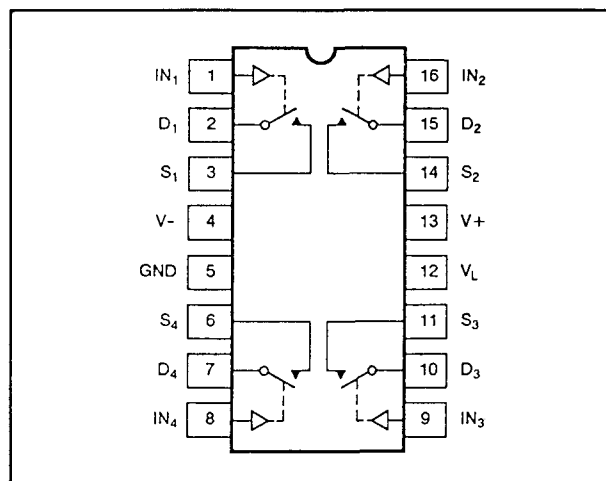 IN₁ 1 16 IN₂
D₁ 2 15 D₂
S₁ 3 14 S₂
V- 4 13 V+
GND 5 12 V_L
S₄ 6 11 S₃
D₄ 7 10 D₃
IN₄ 8 9 IN₃